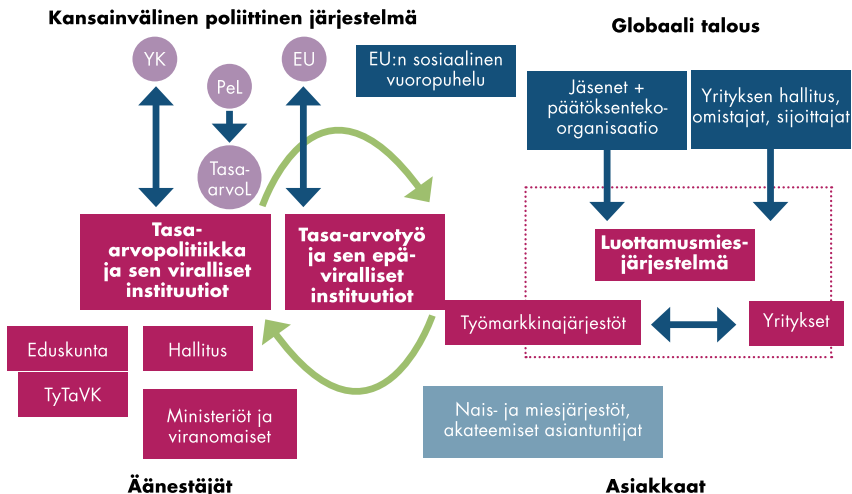 Kansainvälinen poliittinen järjestelmä
Globaali talous
YK
PeL
EU
EU:n sosiaalinen
vuoropuhelu
Jäsenet +
päätöksenteko-
organisaatio
Yrityksen hallitus,
omistajat, sijoittajat
Tasa-
arvoL
Tasa-
arvopolitiikka
ja sen viralliset
instituutiot
Tasa-arvotyö
ja sen epä-
viralliset
instituutiot
Luottamusmies-
järjestelmä
Työmarkkinajärjestöt
Yritykset
Eduskunta
Hallitus
TyTaVK
Ministeriöt ja
viranomaiset
Nais- ja miesjärjestöt,
akateemiset asiantuntijat
Äänestäjät
Asiakkaat